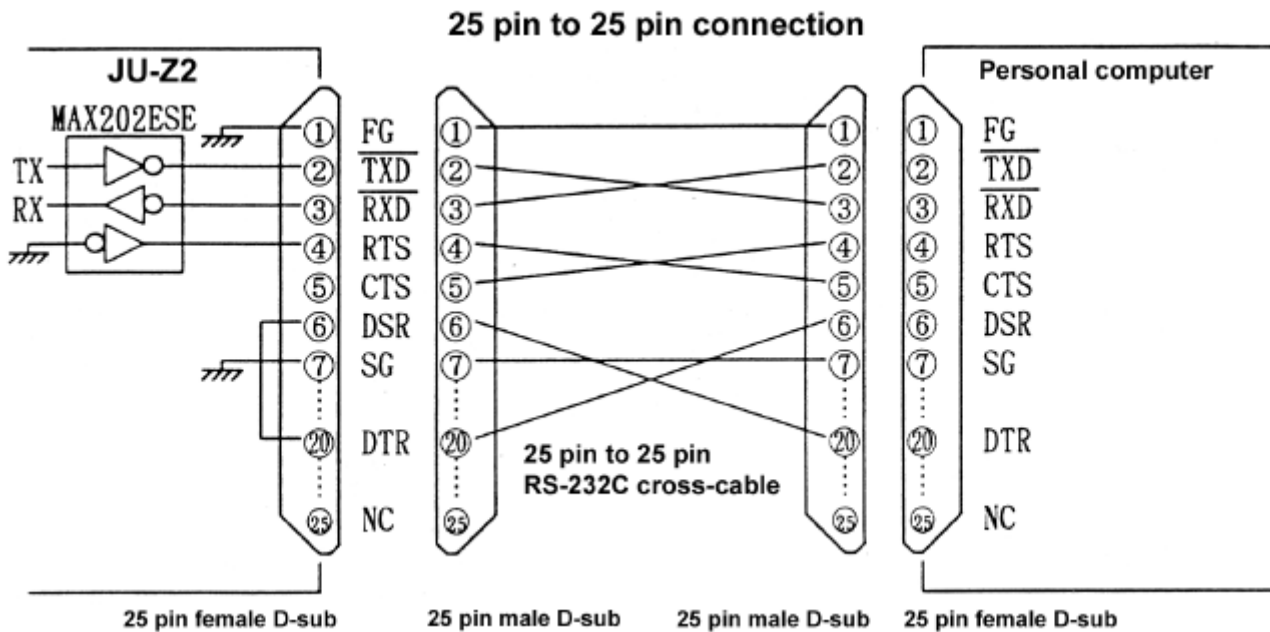 25 pin to 25 pin connection
JU-Z2
Personal computer
MAX202ESE
TX
RX
① FG ① ① ① FG
② TXD ② ② ② TXD
③ RXD ③ ③ ③ RXD
④ RTS ④ ④ ④ RTS
⑤ CTS ⑤ ⑤ ⑤ CTS
⑥ DSR ⑥ ⑥ ⑥ DSR
⑦ SG ⑦ ⑦ ⑦ SG
⑳ DTR ⑳ ⑳ ⑳ DTR
25 pin to 25 pin
RS-232C cross-cable
㉕ NC ㉕ ㉕ ㉕ NC
25 pin female D-sub 25 pin male D-sub 25 pin male D-sub 25 pin female D-sub